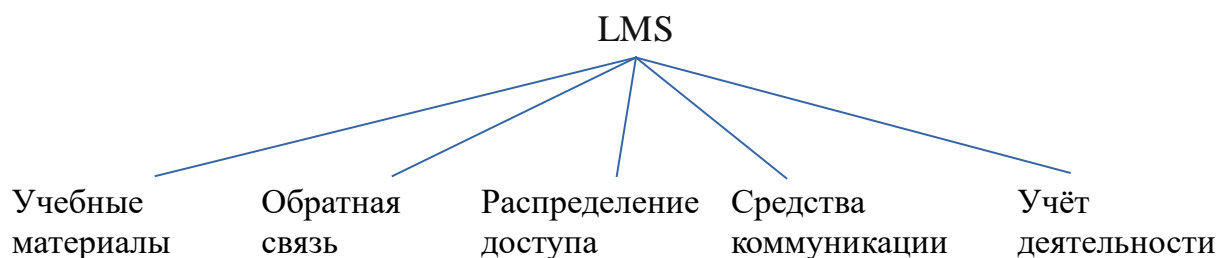 LMS
Учебные
материалы
Обратная
связь
Распределение
доступа
Средства
коммуникации
Учёт
деятельности